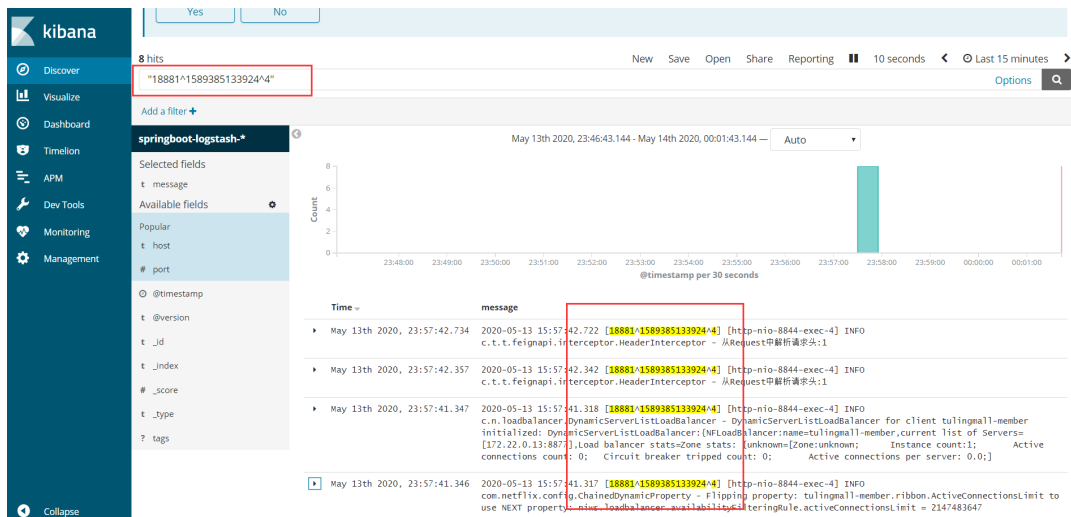 kibana
Discover
Visualize
Dashboard
Timelion
APM
Dev Tools
Monitoring
Management
Collapse
Yes No
8 hits
New Save Open Share Reporting 10 seconds Last 15 minutes
"18881^1589385133924^4"
Options
Add a filter +
springboot-logstash-*
Selected fields
t message
Available fields
Popular
t host
# port
@timestamp
t @version
t _id
t _index
# _score
t _type
? tags
May 13th 2020, 23:46:43.144 - May 14th 2020, 00:01:43.144 — Auto
Count
8
6
4
2
0
23:48:00 23:49:00 23:50:00 23:51:00 23:52:00 23:53:00 23:54:00 23:55:00 23:56:00 23:57:00 23:58:00 23:59:00 00:00:00 00:01:00
@timestamp per 30 seconds
Time message
May 13th 2020, 23:57:42.734 2020-05-13 15:57:42.722 [18881^1589385133924^4] [http-nio-8844-exec-4] INFO
c.t.t.feignapi.interceptor.HeaderInterceptor - 从Request中解析请求头:1
May 13th 2020, 23:57:42.357 2020-05-13 15:57:42.342 [18881^1589385133924^4] [http-nio-8844-exec-4] INFO
c.t.t.feignapi.interceptor.HeaderInterceptor - 从Request中解析请求头:1
May 13th 2020, 23:57:41.347 2020-05-13 15:57:41.318 [18881^1589385133924^4] [http-nio-8844-exec-4] INFO
c.n.loadbalancer.DynamicServerListLoadBalancer - DynamicServerListLoadBalancer for client tulingmall-member
initialized: DynamicServerListLoadBalancer:{NFLoadBalancer:name=tulingmall-member,current list of Servers=
[172.22.0.13:8877],Load balancer stats=Zone stats: {unknown=[Zone:unknown; Instance count:1; Active
connections count: 0; Circuit breaker tripped count: 0; Active connections per server: 0.0;]
May 13th 2020, 23:57:41.346 2020-05-13 15:57:41.317 [18881^1589385133924^4] [http-nio-8844-exec-4] INFO
com.netflix.config.ChainedDynamicProperty - Flipping property: tulingmall-member.ribbon.ActiveConnectionsLimit to
use NEXT property: niws.loadbalancer.availabilityFilteringRule.activeConnectionsLimit = 2147483647